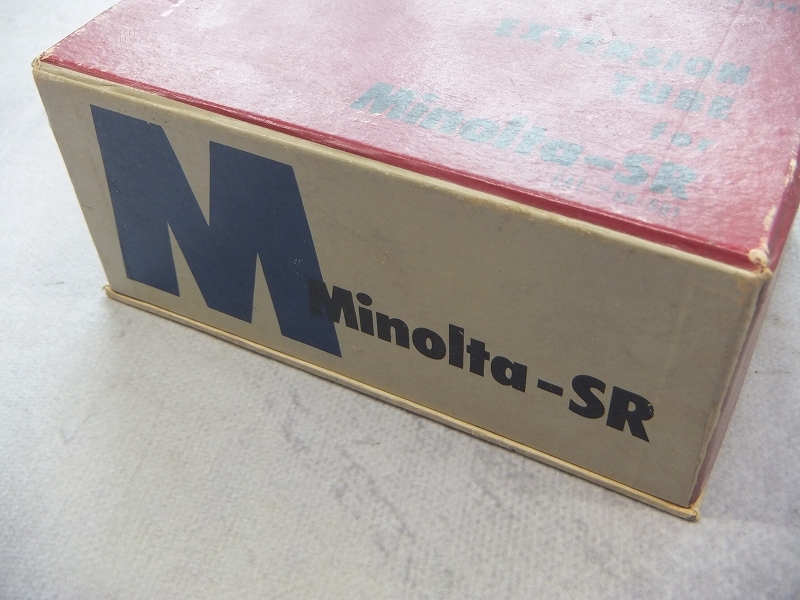 EXTENSION
TUBE
for
Minolta-SR
M
Minolta-SR